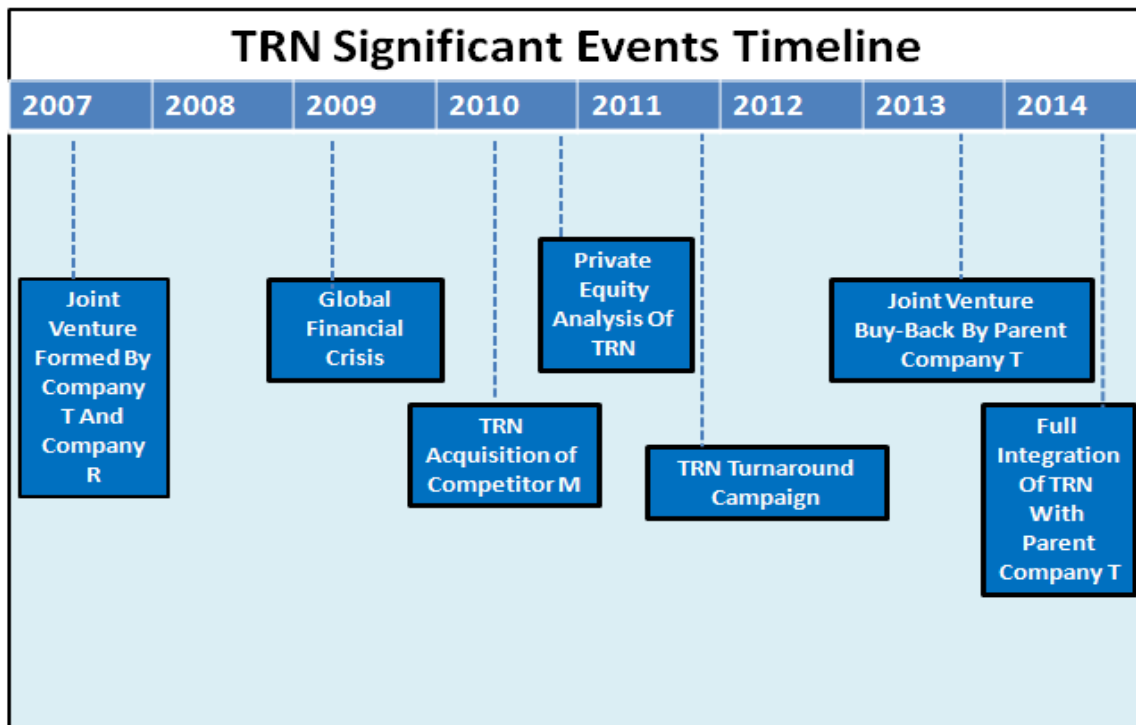 TRN Significant Events Timeline
2007 2008 2009 2010 2011 2012 2013 2014
Joint
Venture
Formed By
Company
T And
Company
R
Global
Financial
Crisis
TRN
Acquisition of
Competitor M
Private
Equity
Analysis Of
TRN
TRN Turnaround
Campaign
Joint Venture
Buy-Back By Parent
Company T
Full
Integration
Of TRN
With
Parent
Company T